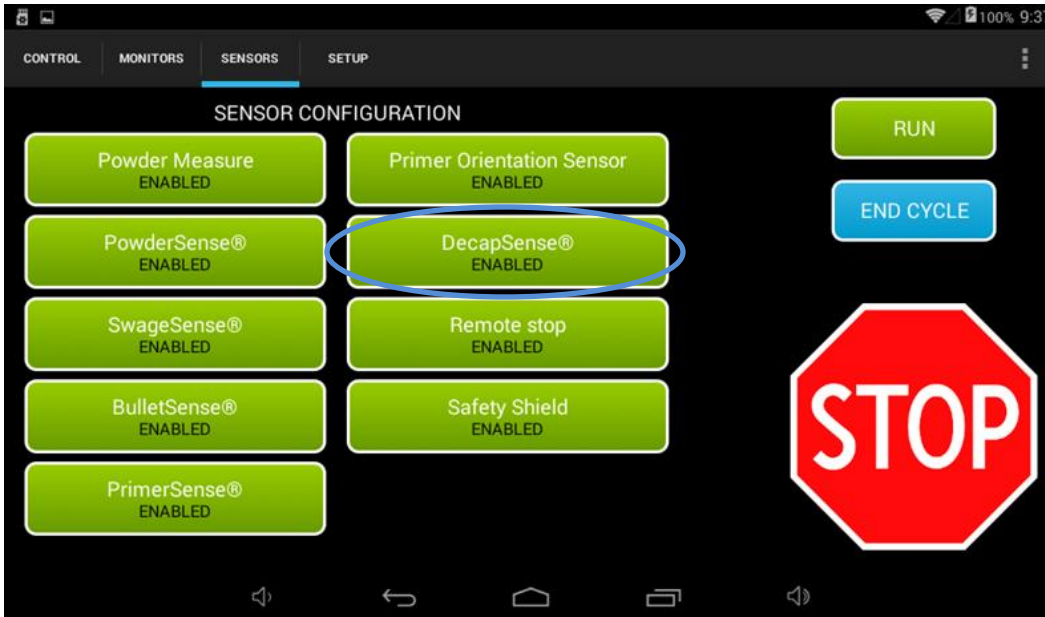 100% 9:37
CONTROL MONITORS SENSORS SETUP
SENSOR CONFIGURATION
Powder Measure
ENABLED
Primer Orientation Sensor
ENABLED
PowderSense®
ENABLED
DecapSense®
ENABLED
SwageSense®
ENABLED
Remote stop
ENABLED
BulletSense®
ENABLED
Safety Shield
ENABLED
PrimerSense®
ENABLED
RUN
END CYCLE
STOP